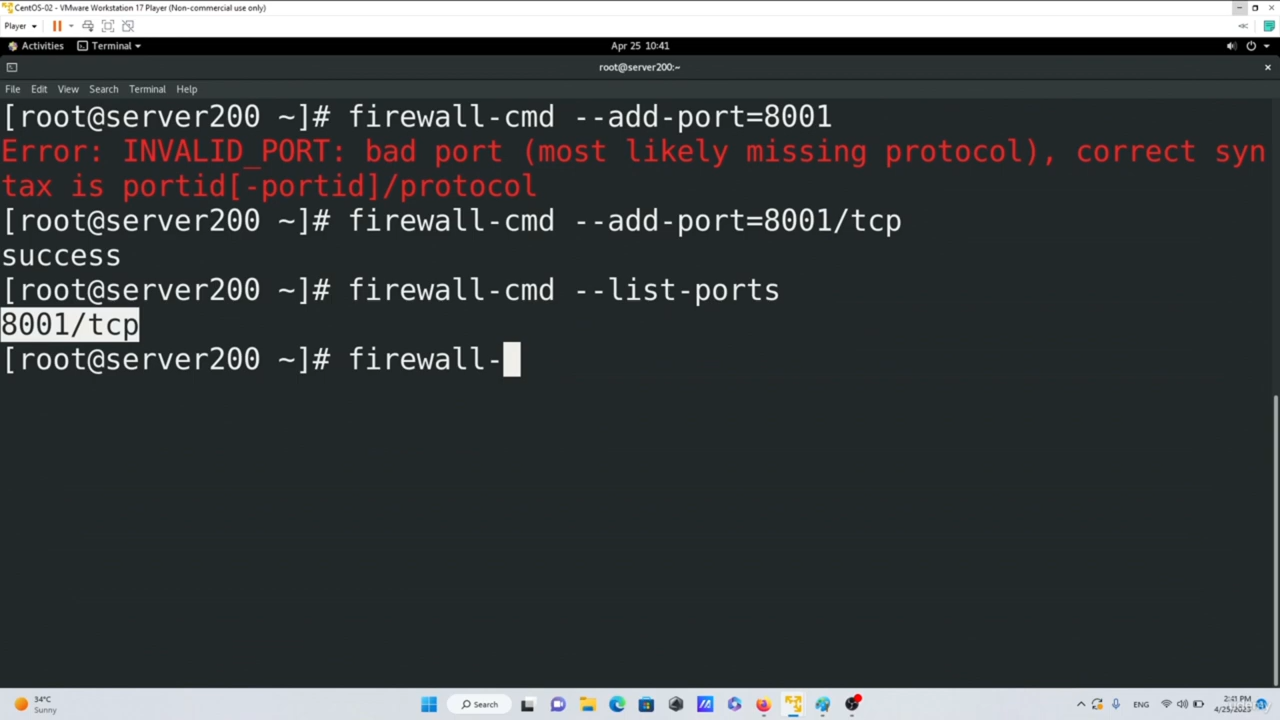 CentOS-02 - VMware Workstation 17 Player (Non-commercial use only)
Player
Activities Terminal Apr 25 10:41
root@server200:~
File Edit View Search Terminal Help
[root@server200 ~]# firewall-cmd --add-port=8001
Error: INVALID_PORT: bad port (most likely missing protocol), correct syn
tax is portid[-portid]/protocol
[root@server200 ~]# firewall-cmd --add-port=8001/tcp
success
[root@server200 ~]# firewall-cmd --list-ports
8001/tcp
[root@server200 ~]# firewall-
34°C
Sunny
Search
ENG
2:41 PM
4/25/2023